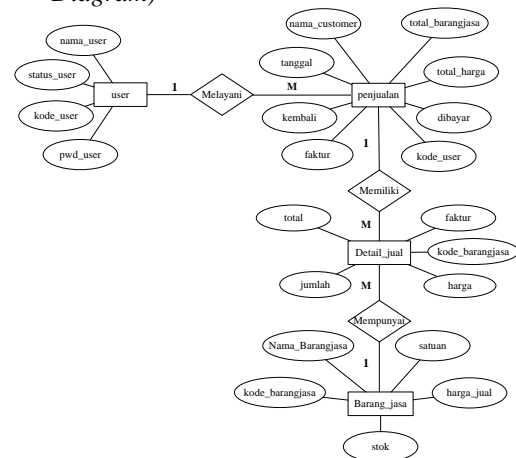 Diagram)
nama_customer
total_barangjasa
nama_user
tanggal
total_harga
status_user
user
1
Melayani
M
penjualan
kode_user
kembali
dibayar
pwd_user
faktur
1
kode_user
Memiliki
total
M
faktur
Detail_jual
kode_barangjasa
jumlah
M
harga
Mempunyai
Nama_Barangjasa
satuan
1
kode_barangjasa
Barang_jasa
harga_jual
stok